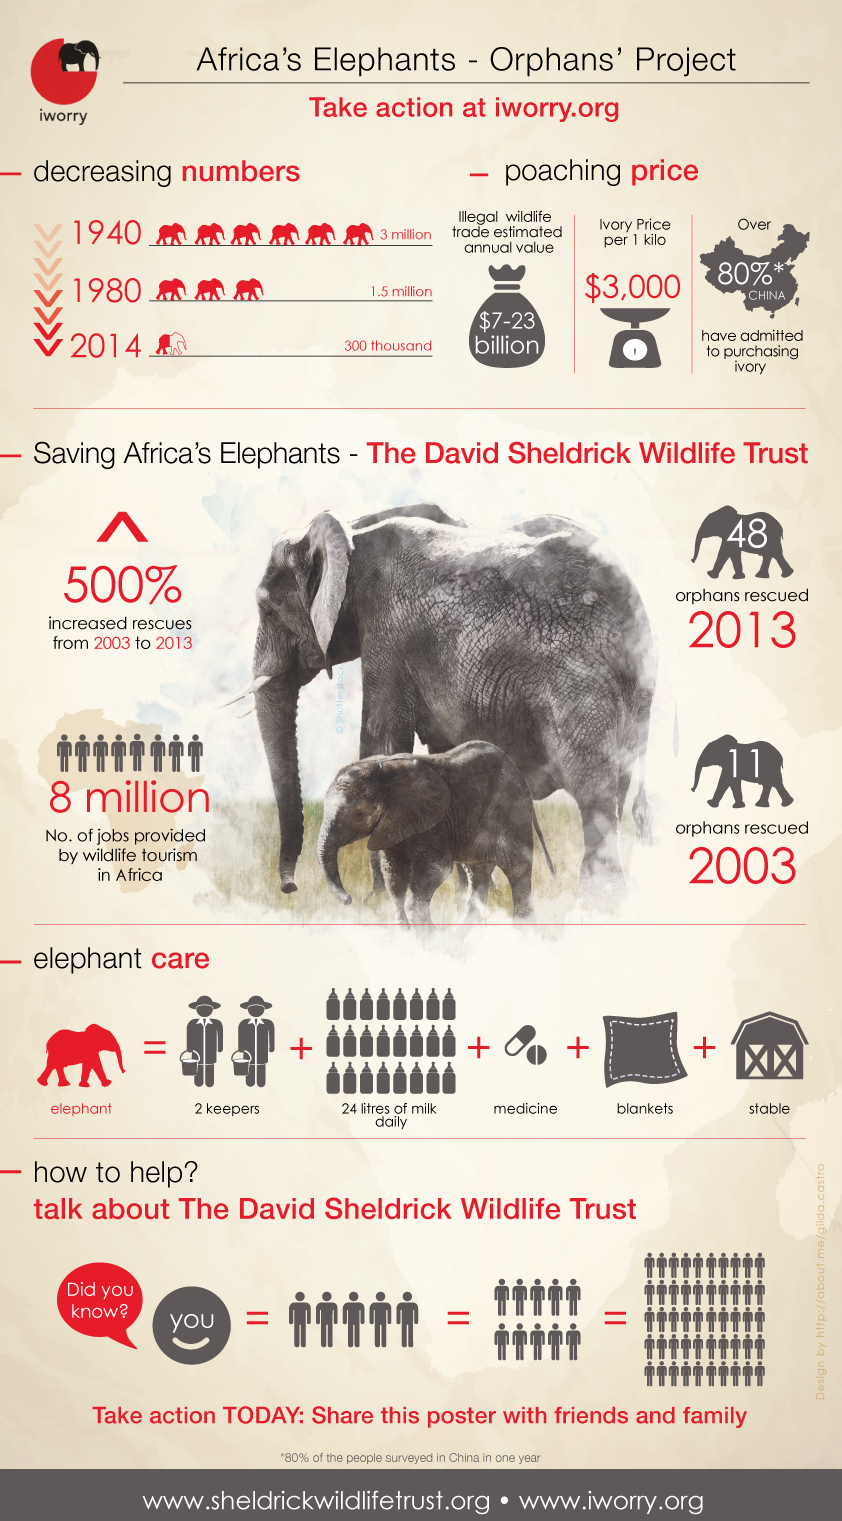 iworry
Africa's Elephants - Orphans' Project
Take action at iworry.org
decreasing numbers
1940
3 million
1980
1.5 million
2014
300 thousand
poaching price
Illegal wildlife
trade estimated
annual value
$7-23
billion
Ivory Price
per 1 kilo
$3,000
Over
80%*
CHINA
have admitted
to purchasing
ivory
Saving Africa's Elephants - The David Sheldrick Wildlife Trust
500%
increased rescues
from 2003 to 2013
48
orphans rescued
2013
© Shutterstock
8 million
No. of jobs provided
by wildlife tourism
in Africa
11
orphans rescued
2003
elephant care
=
+
+
+
+
elephant
2 keepers
24 litres of milk
daily
medicine
blankets
stable
how to help?
talk about The David Sheldrick Wildlife Trust
Did you
know?
you
=
=
=
Design by http://about.me/gilda.castro
Take action TODAY: Share this poster with friends and family
*80% of the people surveyed in China in one year
www.sheldrickwildlifetrust.org • www.iworry.org